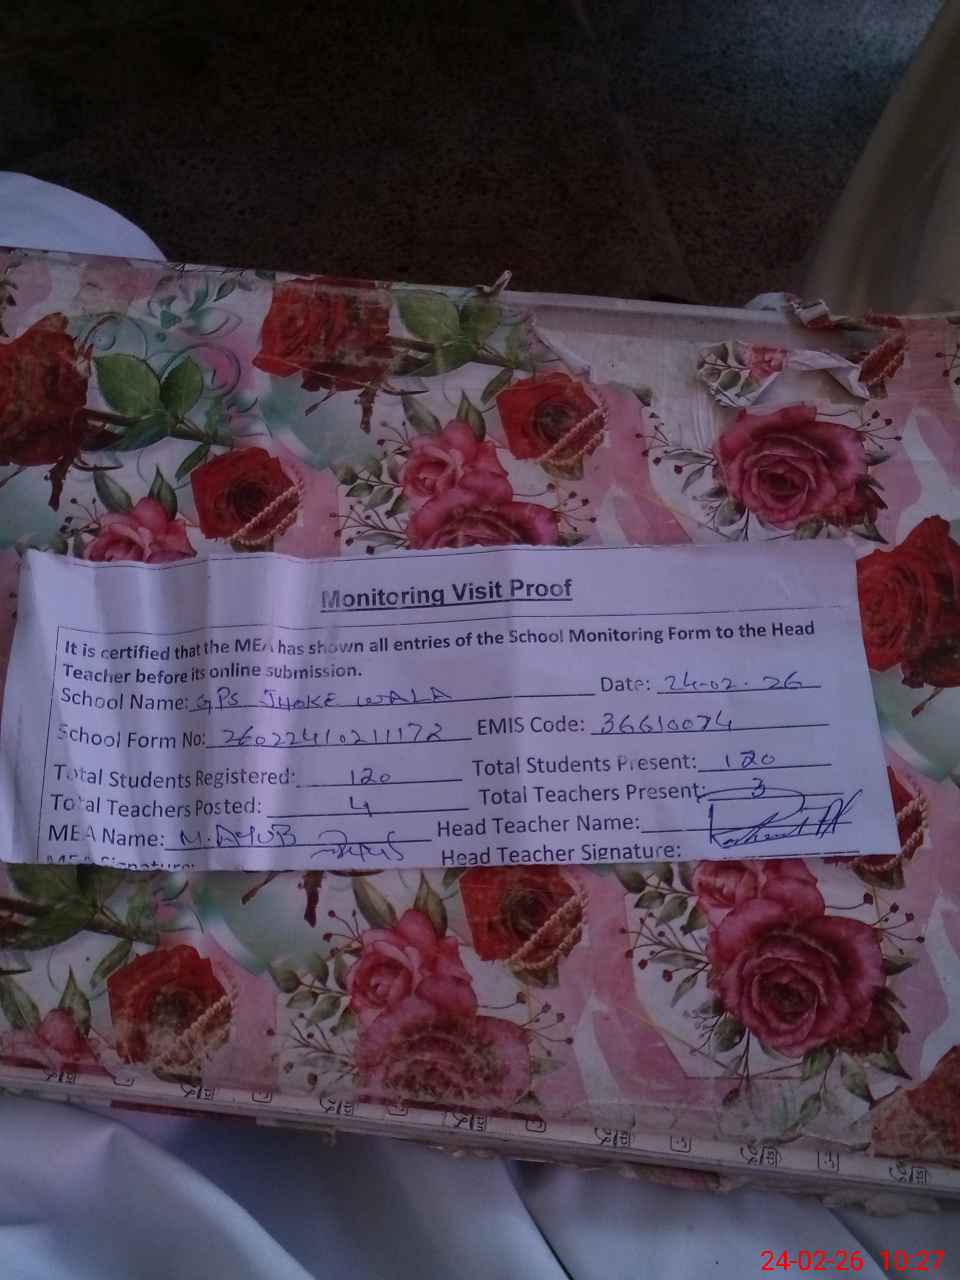 Monitoring Visit Proof
It is certified that the MEA has shown all entries of the School Monitoring Form to the Head
Teacher before its online submission.
School Name: GPS JHOKE WALA Date: 24-02-26
School Form No: 26022410211172 EMIS Code: 36610074
Total Students Registered: 120 Total Students Present: 120
Total Teachers Posted: 4 Total Teachers Present: 3
MEA Name: M. AYUB Head Teacher Name:
MEA Signature: Head Teacher Signature:
24-02-26 10:27